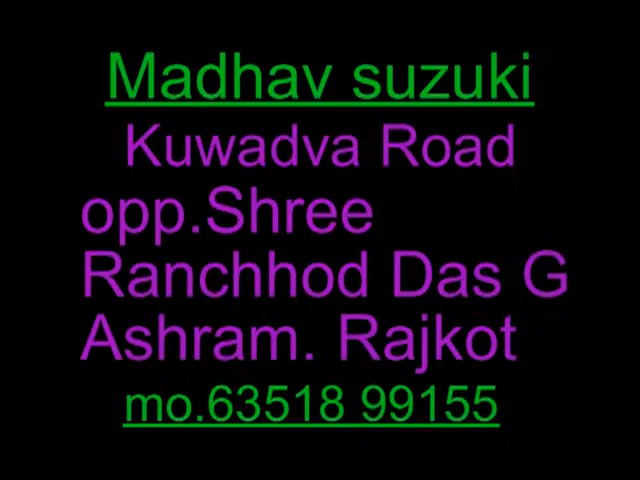 Madhav suzuki
Kuwadva Road
opp.Shree
Ranchhod Das G
Ashram. Rajkot
mo.63518 99155